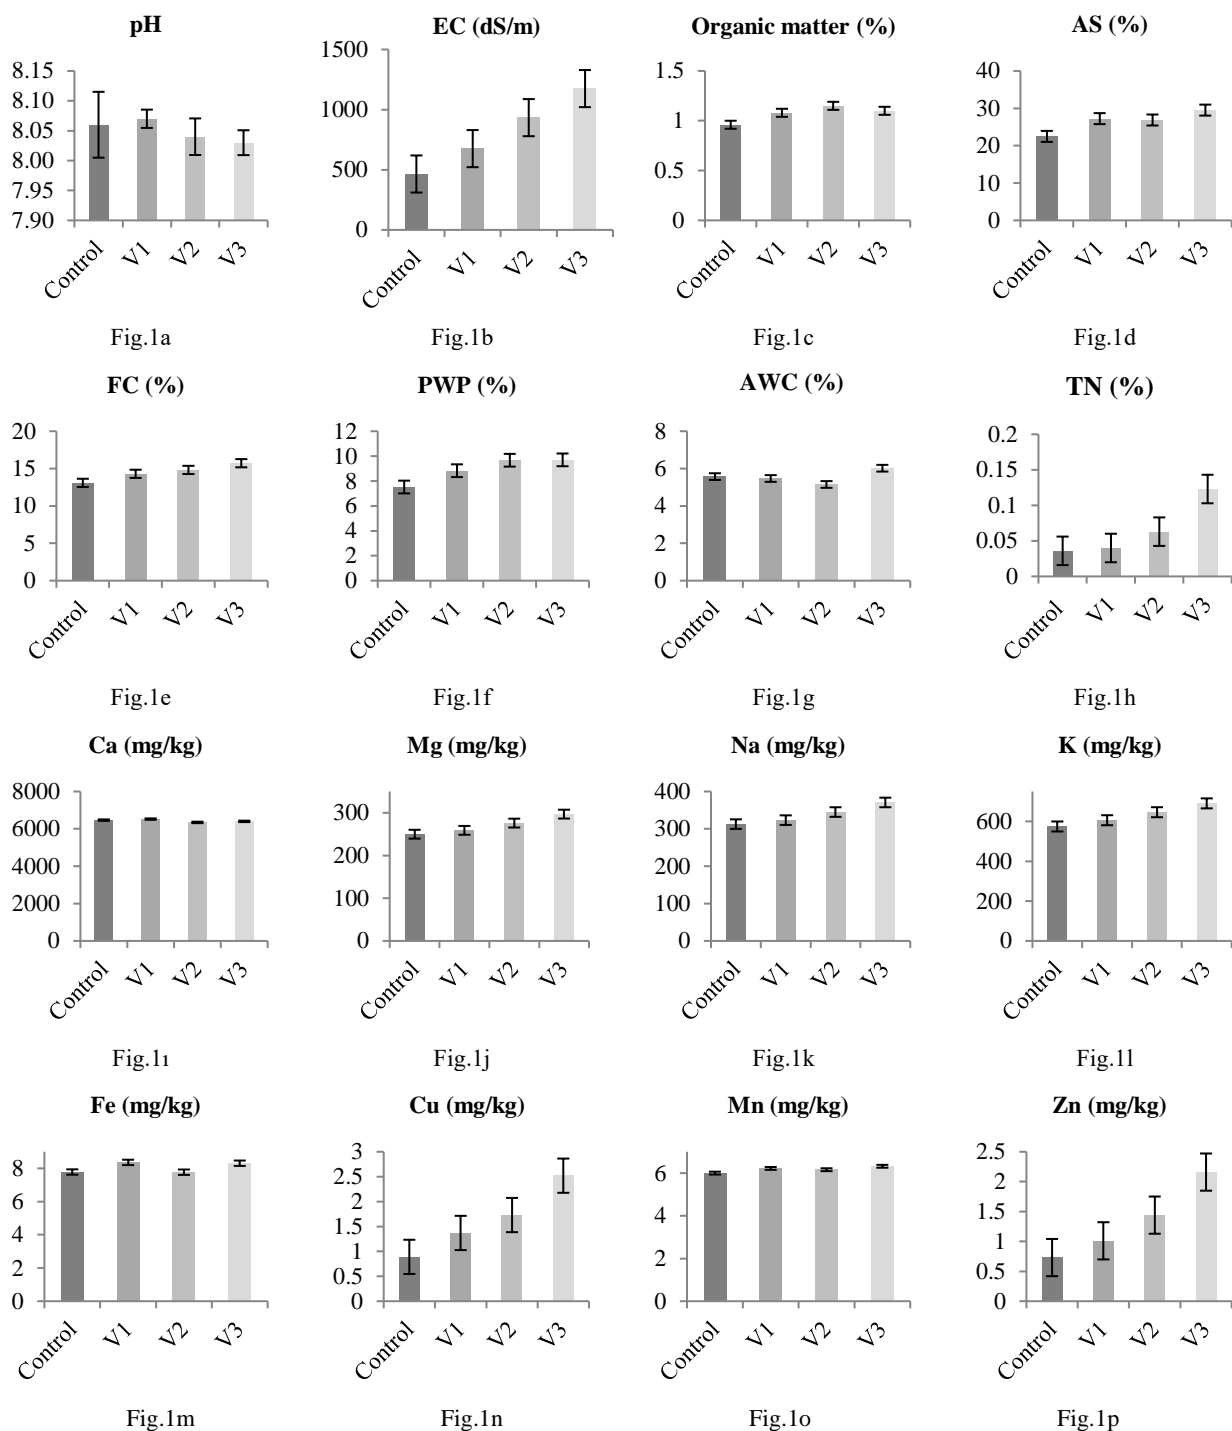 pH EC (dS/m) Organic matter (%) AS (%)
8.15 8.10 8.05 8.00 7.95 7.90
Control V1 V2 V3
1500 1000 500 0
Control V1 V2 V3
1.5 1 0.5 0
Control V1 V2 V3
40 30 20 10 0
Control V1 V2 V3
Fig.1a Fig.1b Fig.1c Fig.1d
FC (%) PWP (%) AWC (%) TN (%)
20 15 10 5 0
Control V1 V2 V3
12 10 8 6 4 2 0
Control V1 V2 V3
8 6 4 2 0
Control V1 V2 V3
0.2 0.15 0.1 0.05 0
Control V1 V2 V3
Fig.1e Fig.1f Fig.1g Fig.1h
Ca (mg/kg) Mg (mg/kg) Na (mg/kg) K (mg/kg)
8000 6000 4000 2000 0
Control V1 V2 V3
300 200 100 0
Control V1 V2 V3
400 300 200 100 0
Control V1 V2 V3
600 400 200 0
Control V1 V2 V3
Fig.1ı Fig.1j Fig.1k Fig.1l
Fe (mg/kg) Cu (mg/kg) Mn (mg/kg) Zn (mg/kg)
8 6 4 2 0
Control V1 V2 V3
3 2.5 2 1.5 1 0.5 0
Control V1 V2 V3
6 4 2 0
Control V1 V2 V3
2.5 2 1.5 1 0.5 0
Control V1 V2 V3
Fig.1m Fig.1n Fig.1o Fig.1p